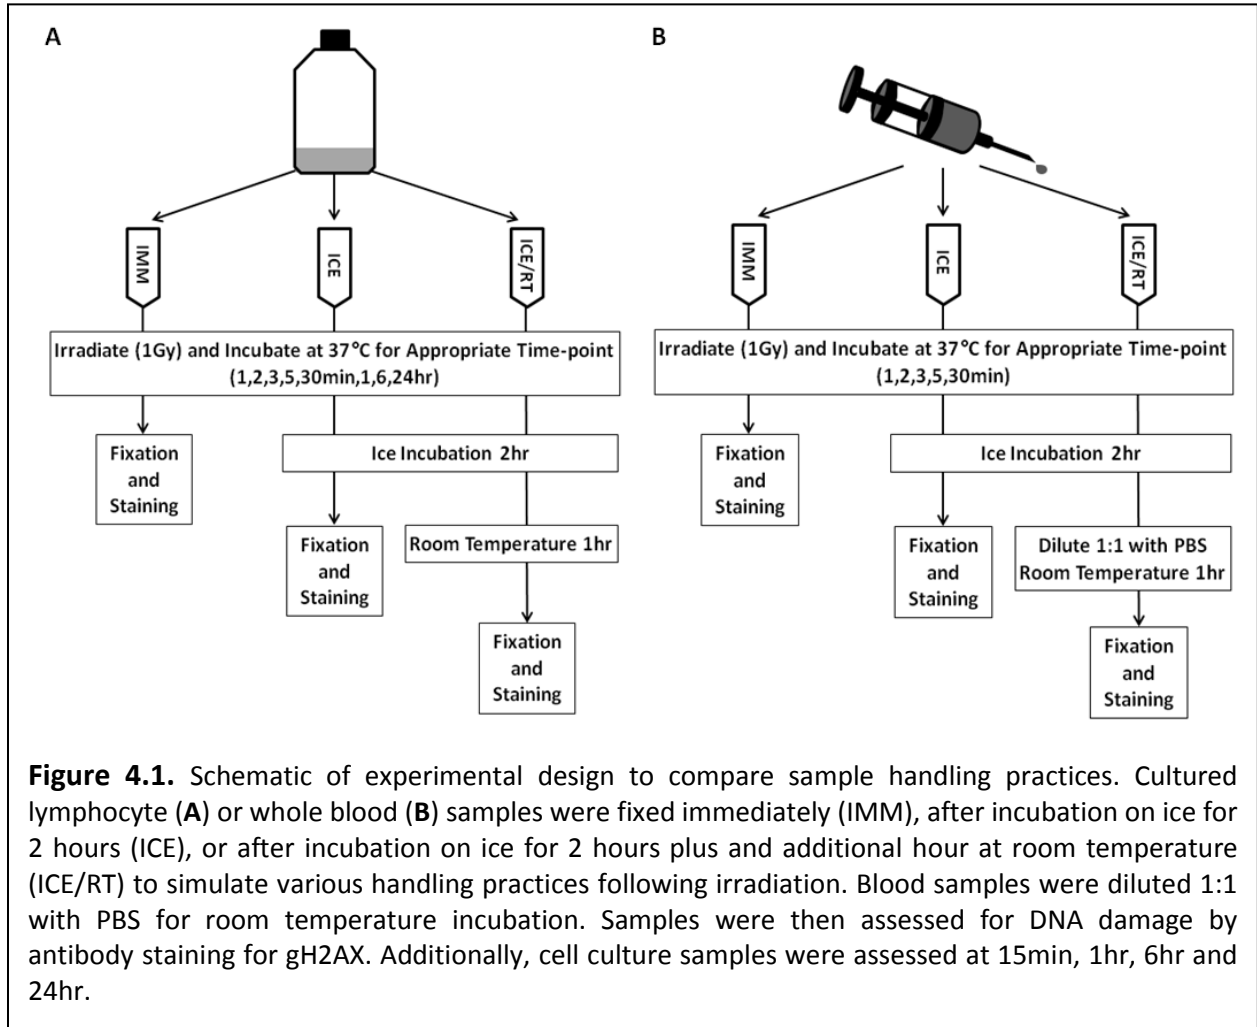 A
IMM
ICE
ICE/RT
Irradiate (1Gy) and Incubate at 37°C for Appropriate Time-point
(1,2,3,5,30min,1,6,24hr)
Fixation
and
Staining
Ice Incubation 2hr
Fixation
and
Staining
Room Temperature 1hr
Fixation
and
Staining
B
IMM
ICE
ICE/RT
Irradiate (1Gy) and Incubate at 37°C for Appropriate Time-point
(1,2,3,5,30min)
Fixation
and
Staining
Ice Incubation 2hr
Fixation
and
Staining
Dilute 1:1 with PBS
Room Temperature 1hr
Fixation
and
Staining
Figure 4.1. Schematic of experimental design to compare sample handling practices. Cultured
lymphocyte (A) or whole blood (B) samples were fixed immediately (IMM), after incubation on ice for
2 hours (ICE), or after incubation on ice for 2 hours plus and additional hour at room temperature
(ICE/RT) to simulate various handling practices following irradiation. Blood samples were diluted 1:1
with PBS for room temperature incubation. Samples were then assessed for DNA damage by
antibody staining for gH2AX. Additionally, cell culture samples were assessed at 15min, 1hr, 6hr and
24hr.